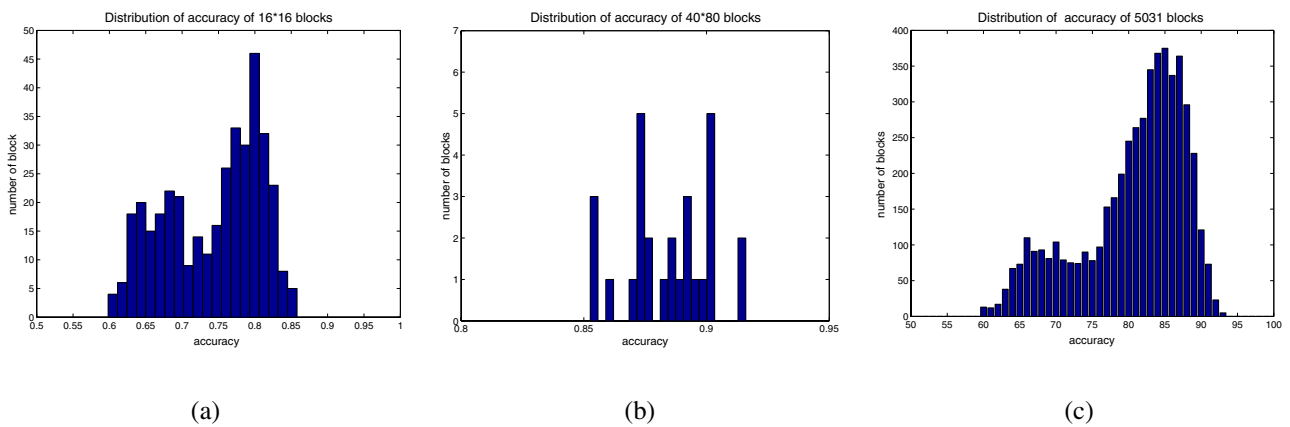 Distribution of accuracy of 16*16 blocks
50
45
40
35
30
25
20
15
10
5
0
number of block
0.5 0.55 0.6 0.65 0.7 0.75 0.8 0.85 0.9 0.95 1
accuracy
(a)
Distribution of accuracy of 40*80 blocks
7
6
5
4
3
2
1
0
number of blocks
0.8 0.85 0.9 0.95
accuracy
(b)
Distribution of accuracy of 5031 blocks
400
350
300
250
200
150
100
50
0
number of blocks
50 55 60 65 70 75 80 85 90 95 100
accuracy
(c)